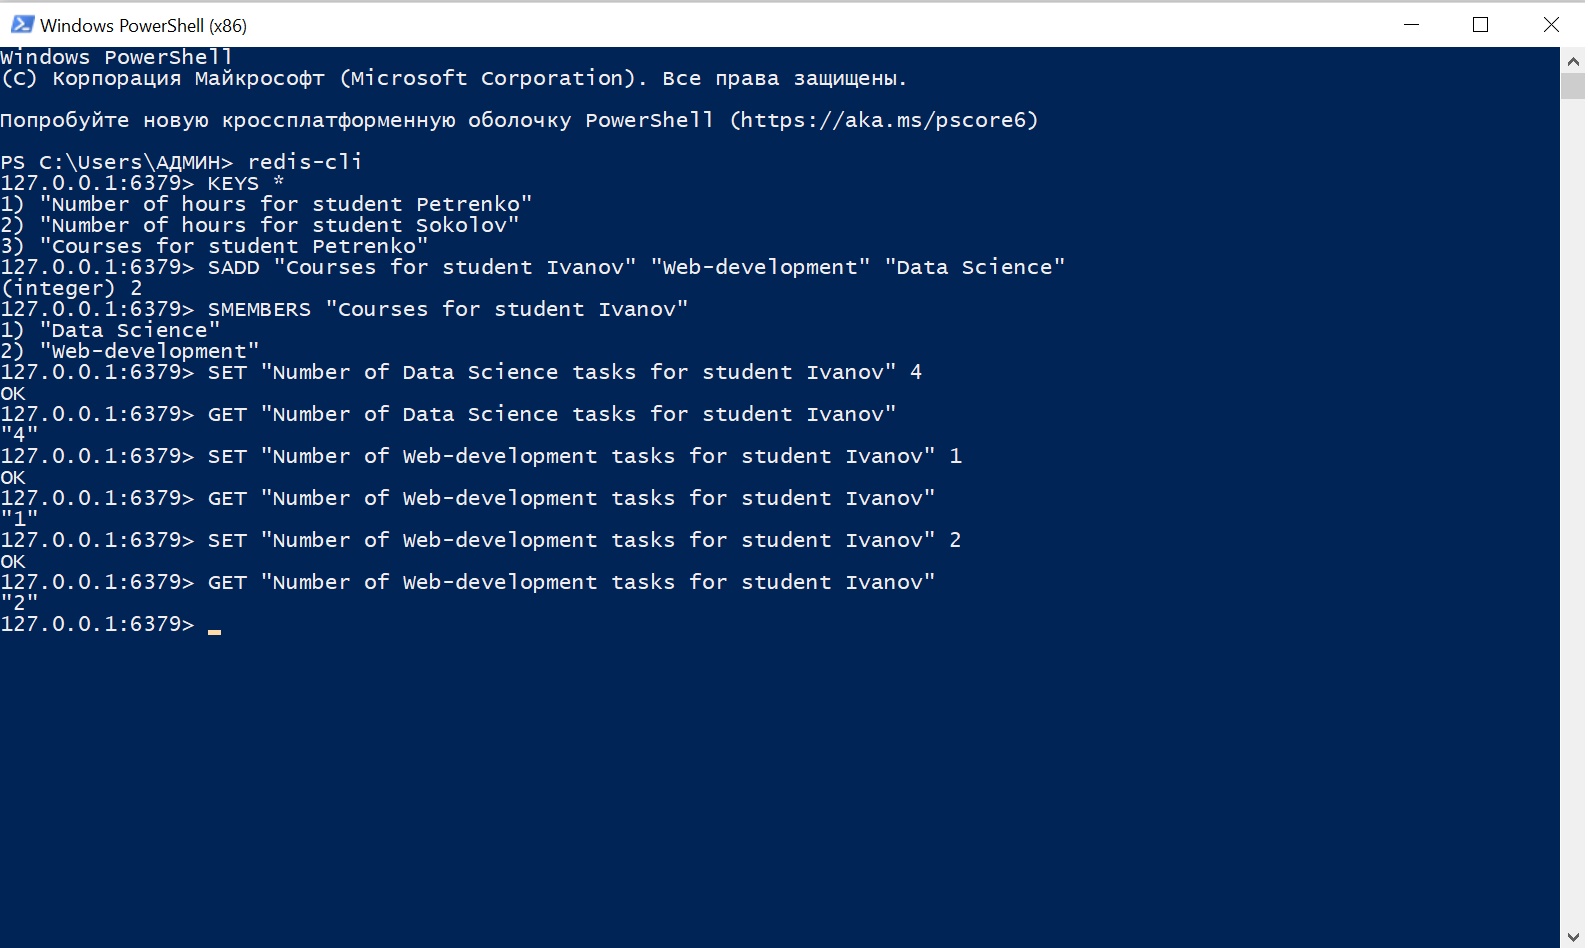 Windows PowerShell (x86)
Windows PowerShell
(C) Корпорация Майкрософт (Microsoft Corporation). Все права защищены.
Попробуйте новую кроссплатформенную оболочку PowerShell (https://aka.ms/pscore6)
PS C:\Users\АДМИН> redis-cli
127.0.0.1:6379> KEYS *
1) "Number of hours for student Petrenko"
2) "Number of hours for student Sokolov"
3) "Courses for student Petrenko"
127.0.0.1:6379> SADD "Courses for student Ivanov" "Web-development" "Data Science"
(integer) 2
127.0.0.1:6379> SMEMBERS "Courses for student Ivanov"
1) "Data Science"
2) "Web-development"
127.0.0.1:6379> SET "Number of Data Science tasks for student Ivanov" 4
OK
127.0.0.1:6379> GET "Number of Data Science tasks for student Ivanov"
"4"
127.0.0.1:6379> SET "Number of Web-development tasks for student Ivanov" 1
OK
127.0.0.1:6379> GET "Number of Web-development tasks for student Ivanov"
"1"
127.0.0.1:6379> SET "Number of Web-development tasks for student Ivanov" 2
OK
127.0.0.1:6379> GET "Number of Web-development tasks for student Ivanov"
"2"
127.0.0.1:6379>